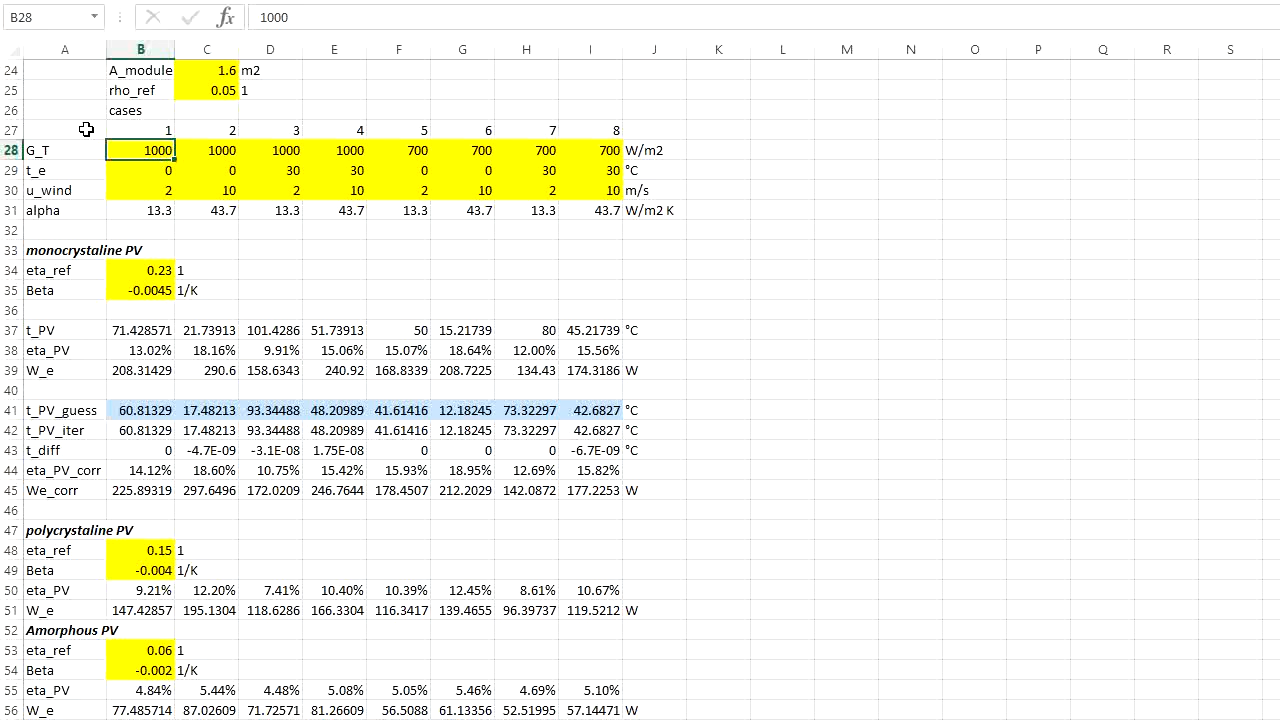 B28 fx 1000
A B C D E F G H I J K L M N O P Q R S
24 A_module 1.6 m2
25 rho_ref 0.05 1
26 cases
27 1 2 3 4 5 6 7 8
28 G_T 1000 1000 1000 1000 700 700 700 700 W/m2
29 t_e 0 0 30 30 0 0 30 30 °C
30 u_wind 2 10 2 10 2 10 2 10 m/s
31 alpha 13.3 43.7 13.3 43.7 13.3 43.7 13.3 43.7 W/m2 K
32
33 monocrystaline PV
34 eta_ref 0.23 1
35 Beta -0.0045 1/K
36
37 t_PV 71.428571 21.73913 101.4286 51.73913 50 15.21739 80 45.21739 °C
38 eta_PV 13.02% 18.16% 9.91% 15.06% 15.07% 18.64% 12.00% 15.56%
39 W_e 208.31429 290.6 158.6343 240.92 168.8339 208.7225 134.43 174.3186 W
40
41 t_PV_guess 60.81329 17.48213 93.34488 48.20989 41.61416 12.18245 73.32297 42.6827 °C
42 t_PV_iter 60.81329 17.48213 93.34488 48.20989 41.61416 12.18245 73.32297 42.6827 °C
43 t_diff 0 -4.7E-09 -3.1E-08 1.75E-08 0 0 0 -6.7E-09 °C
44 eta_PV_corr 14.12% 18.60% 10.75% 15.42% 15.93% 18.95% 12.69% 15.82%
45 We_corr 225.89319 297.6496 172.0209 246.7644 178.4507 212.2029 142.0872 177.2253 W
46
47 polycrystaline PV
48 eta_ref 0.15 1
49 Beta -0.004 1/K
50 eta_PV 9.21% 12.20% 7.41% 10.40% 10.39% 12.45% 8.61% 10.67%
51 W_e 147.42857 195.1304 118.6286 166.3304 116.3417 139.4655 96.39737 119.5212 W
52 Amorphous PV
53 eta_ref 0.06 1
54 Beta -0.002 1/K
55 eta_PV 4.84% 5.44% 4.48% 5.08% 5.05% 5.46% 4.69% 5.10%
56 W_e 77.485714 87.02609 71.72571 81.26609 56.5088 61.13356 52.51995 57.14471 W